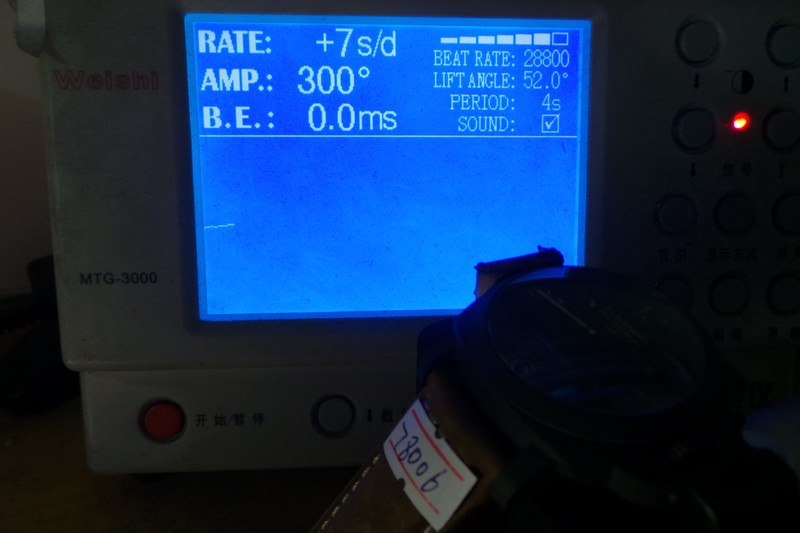 Weishi
RATE: +7s/d
AMP.: 300°
B.E.: 0.0ms
BEAT RATE: 28800
LIFT ANGLE: 52.0°
PERIOD: 4s
SOUND: ☑
MTG-3000
开始/暂停
78006